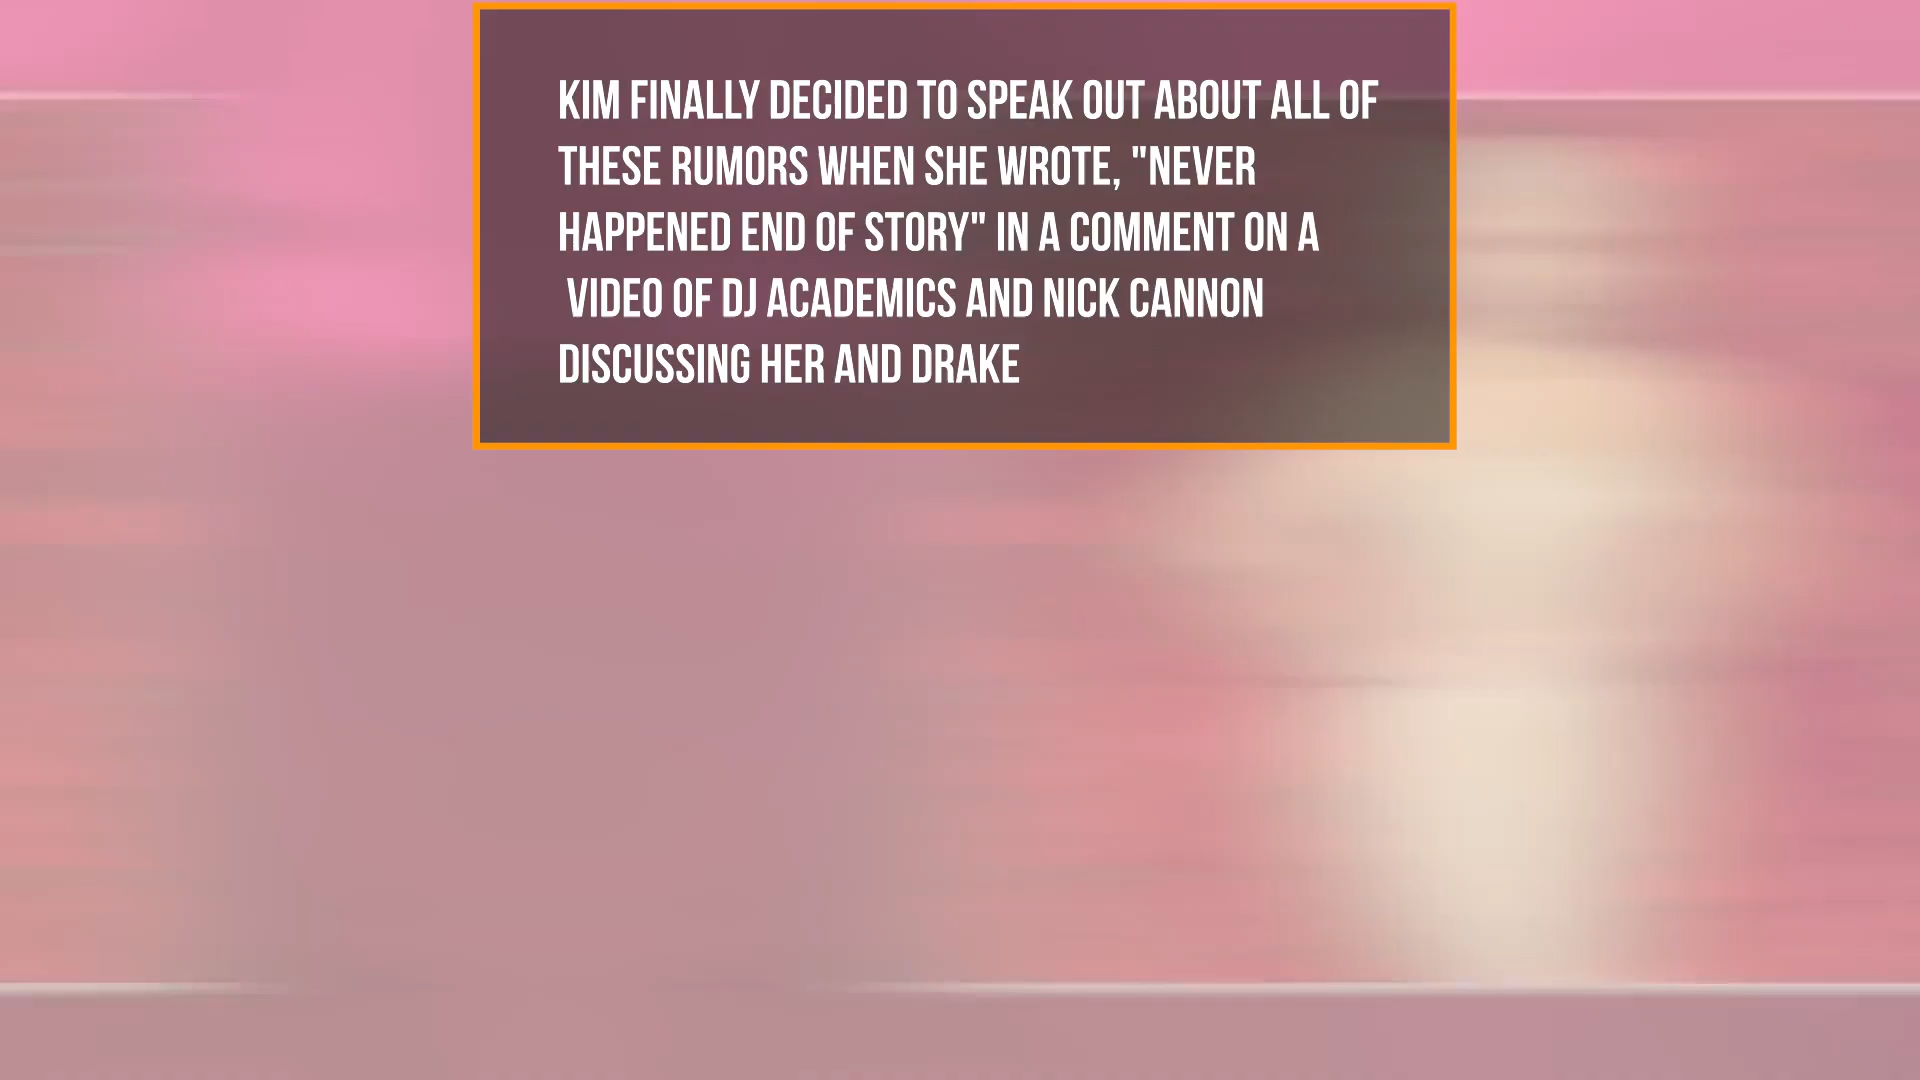 KIM FINALLY DECIDED TO SPEAK OUT ABOUT ALL OF
THESE RUMORS WHEN SHE WROTE, "NEVER
HAPPENED END OF STORY" IN A COMMENT ON A
VIDEO OF DJ ACADEMICS AND NICK CANNON
DISCUSSING HER AND DRAKE